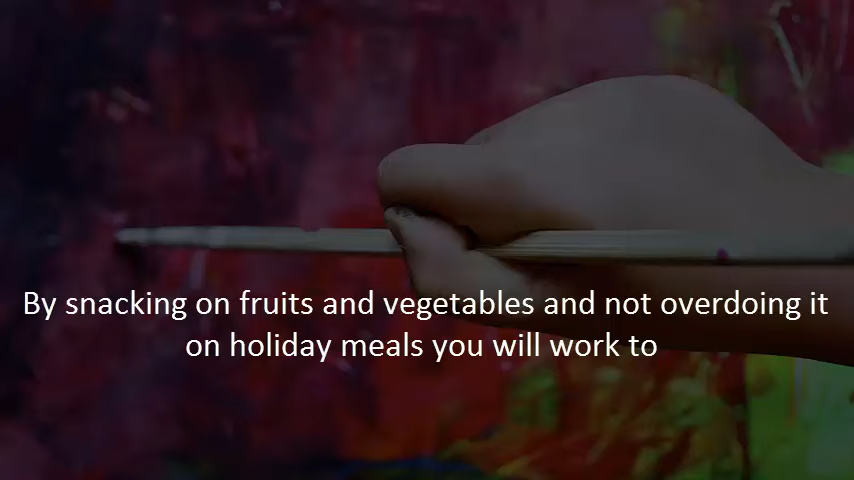 By snacking on fruits and vegetables and not overdoing it
on holiday meals you will work to